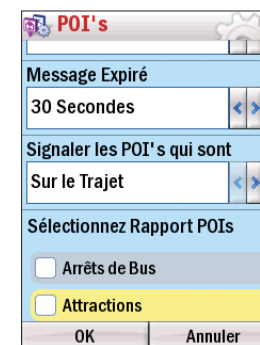 POI's
Message Expiré
30 Secondes
Signaler les POI's qui sont
Sur le Trajet
Sélectionnez Rapport POIs
Arrêts de Bus
Attractions
OK
Annuler